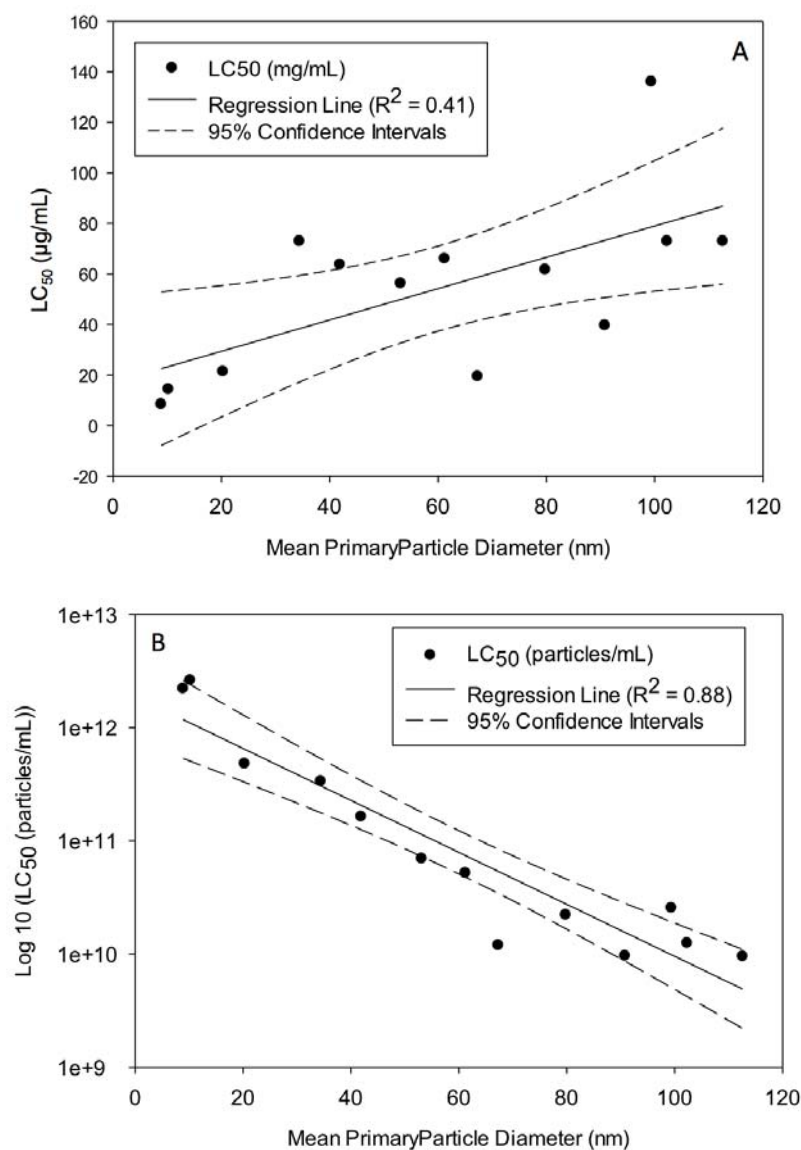 160
140
120
100
80
60
40
20
0
-20
LC50 (µg/mL)
A
LC50 (mg/mL)
Regression Line (R2 = 0.41)
95% Confidence Intervals
0 20 40 60 80 100 120
Mean PrimaryParticle Diameter (nm)
1e+13
1e+12
1e+11
1e+10
1e+9
Log 10 (LC50 (particles/mL))
B
LC50 (particles/mL)
Regression Line (R2 = 0.88)
95% Confidence Intervals
0 20 40 60 80 100 120
Mean PrimaryParticle Diameter (nm)